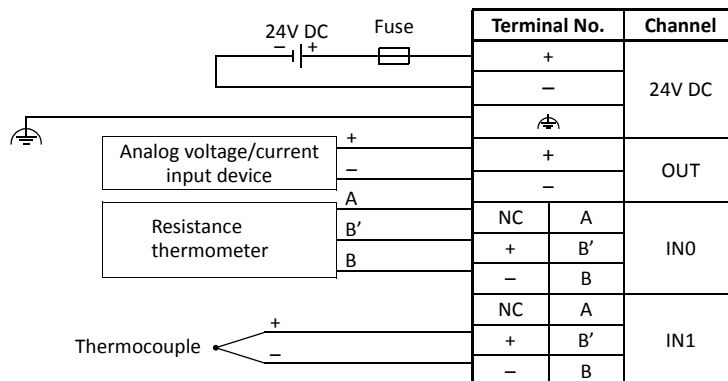 24V DC
Fuse
Terminal No. Channel
− +
+
−
24V DC
+
Analog voltage/current
input device
−
+
−
OUT
Resistance
thermometer
A
B’
B
NC A
+ B’
− B
IN0
Thermocouple
+
−
NC A
+ B’
− B
IN1